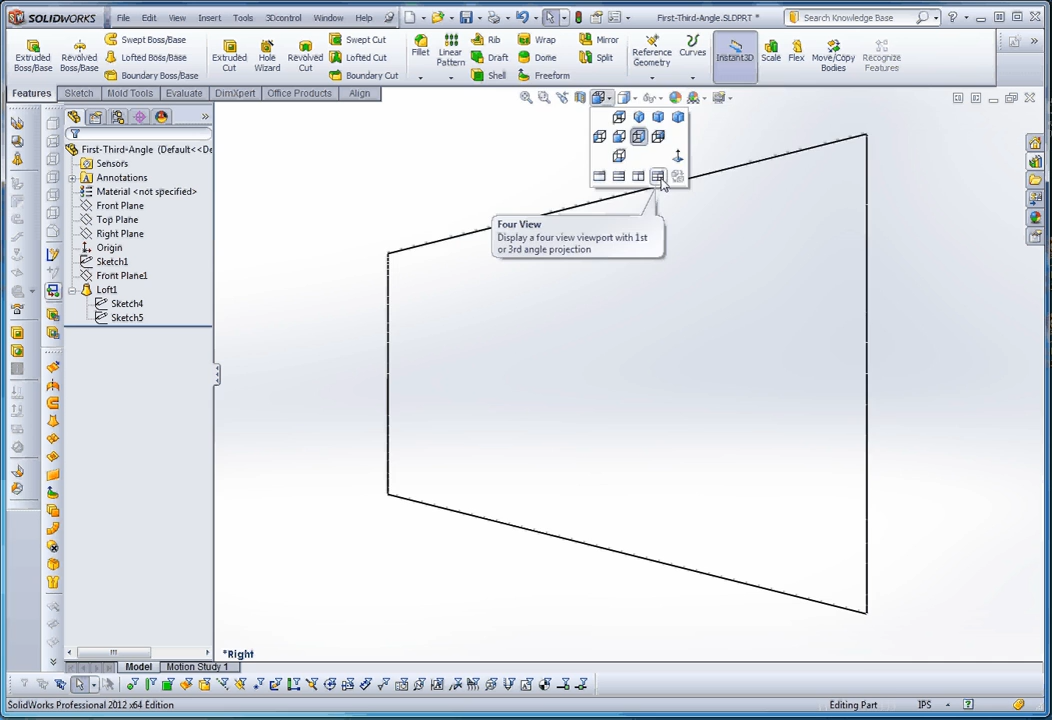 SOLIDWORKS File Edit View Insert Tools 3Dcontrol Window Help First-Third-Angle.SLDPRT * Search Knowledge Base
Extruded Boss/Base
Revolved Boss/Base
Swept Boss/Base
Lofted Boss/Base
Boundary Boss/Base
Extruded Cut
Hole Wizard
Revolved Cut
Swept Cut
Lofted Cut
Boundary Cut
Fillet
Linear Pattern
Rib
Draft
Shell
Wrap
Dome
Freeform
Mirror
Split
Reference Geometry
Curves
Instant3D
Scale
Flex
Move/Copy Bodies
Recognize Features
Features Sketch Mold Tools Evaluate DimXpert Office Products Align
First-Third-Angle (Default<<De
Sensors
Annotations
Material <not specified>
Front Plane
Top Plane
Right Plane
Origin
Sketch1
Front Plane1
Loft1
Sketch4
Sketch5
Four View
Display a four view viewport with 1st
or 3rd angle projection
*Right
Model Motion Study 1
SolidWorks Professional 2012 x64 Edition Editing Part IPS